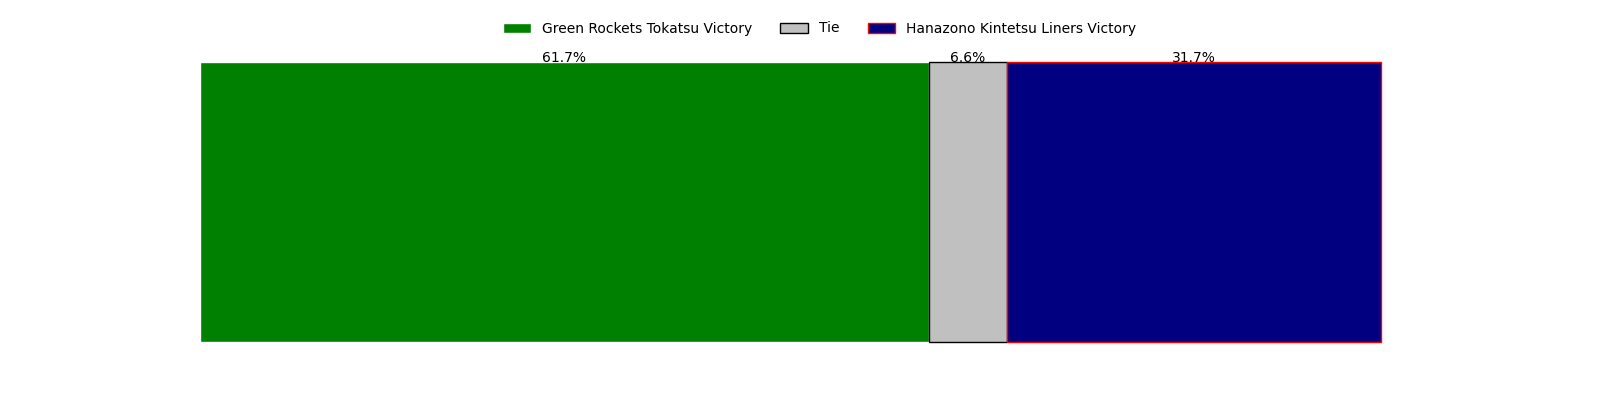 Green Rockets Tokatsu Victory Tie Hanazono Kintetsu Liners Victory
61.7% 6.6% 31.7%